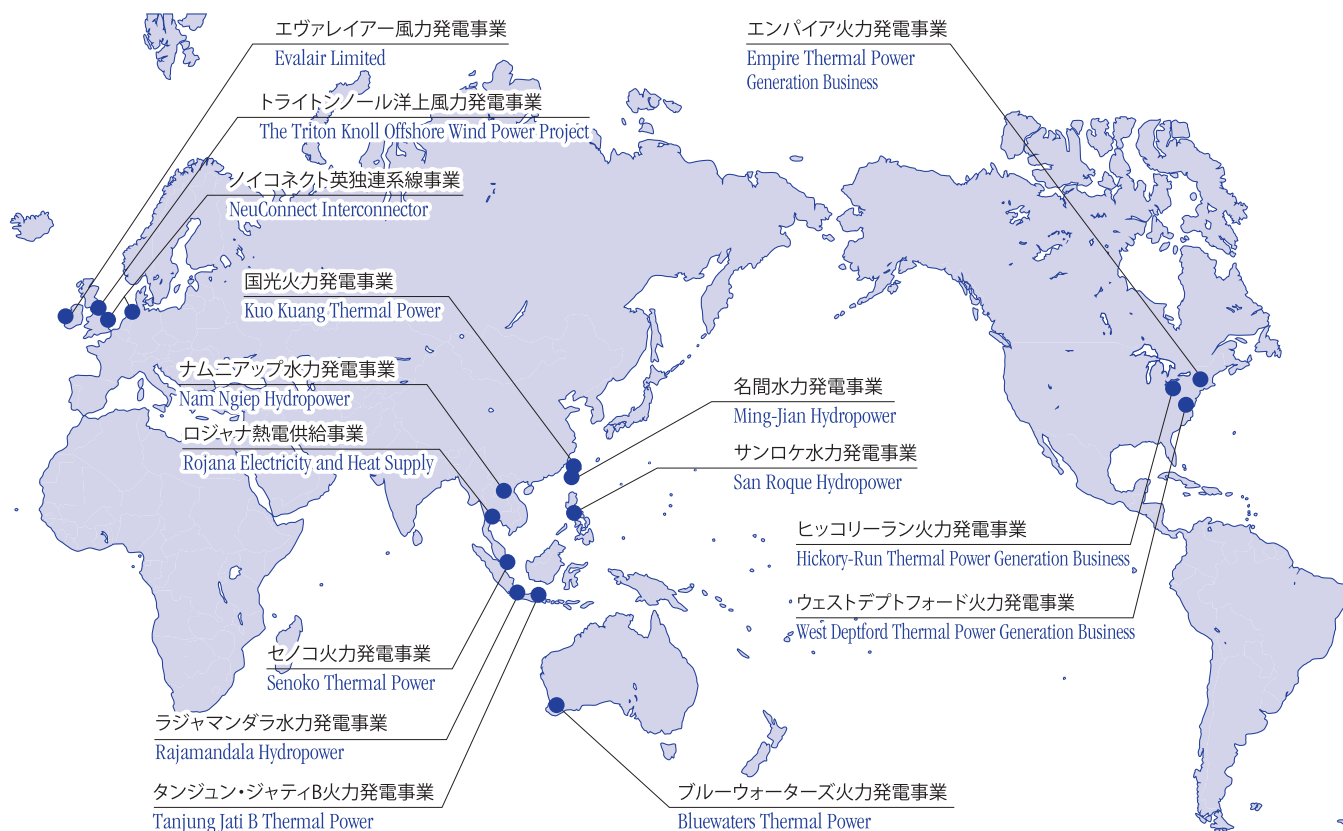 エヴァレイアー風力発電事業
Evalair Limited
エンパイア火力発電事業
Empire Thermal Power
Generation Business
トライトンノール洋上風力発電事業
The Triton Knoll Offshore Wind Power Project
ノイコネクト英独連系線事業
NeuConnect Interconnector
国光火力発電事業
Kuo Kuang Thermal Power
ナムニアップ水力発電事業
Nam Ngiep Hydropower
名間水力発電事業
Ming-Jian Hydropower
ロジャナ熱電供給事業
Rojana Electricity and Heat Supply
サンロケ水力発電事業
San Roque Hydropower
ヒッコリーラン火力発電事業
Hickory-Run Thermal Power Generation Business
ウェストデプトフォード火力発電事業
West Deptford Thermal Power Generation Business
セノコ火力発電事業
Senoko Thermal Power
ラジャマンダラ水力発電事業
Rajamandala Hydropower
タンジュン・ジャティB火力発電事業
Tanjung Jati B Thermal Power
ブルーウォーターズ火力発電事業
Bluewaters Thermal Power